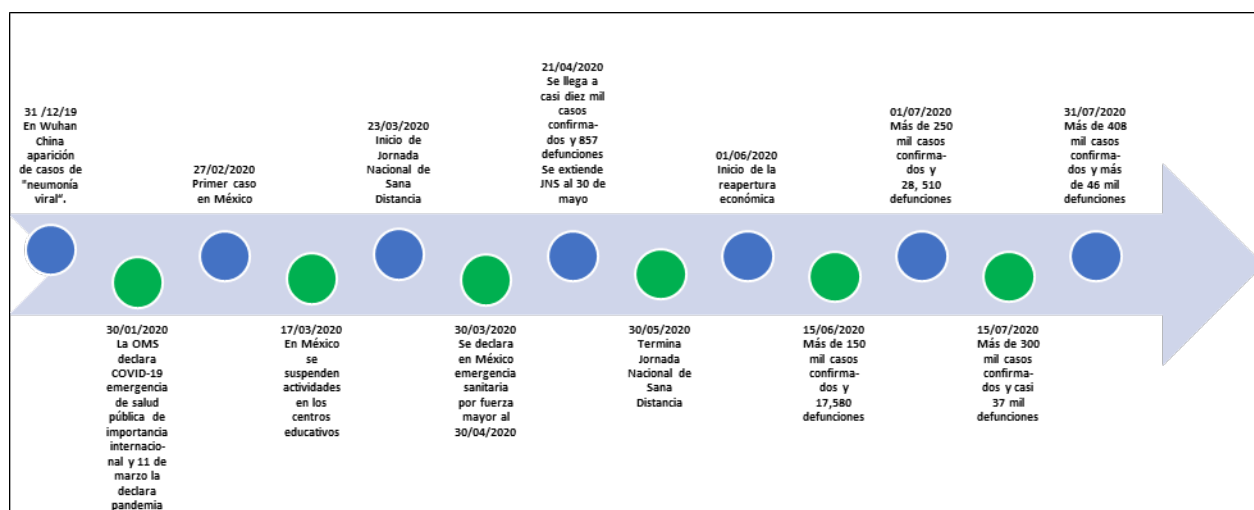 31 /12/19
En Wuhan
China
aparición
de casos de
"neumonía
viral".
30/01/2020
La OMS
declara
COVID-19
emergencia
de salud
pública de
importancia
internacio-
nal y 11 de
marzo la
declara
pandemia
27/02/2020
Primer caso
en México
17/03/2020
En México
se
suspenden
actividades
en los
centros
educativos
23/03/2020
Inicio de
Jornada
Nacional de
Sana
Distancia
30/03/2020
Se declara
en México
emergencia
sanitaria
por fuerza
mayor al
30/04/2020
21/04/2020
Se llega a
casi diez mil
casos
confirma-
dos y 857
defunciones
Se extiende
JNS al 30 de
mayo
30/05/2020
Termina
Jornada
Nacional de
Sana
Distancia
01/06/2020
Inicio de la
reapertura
económica
15/06/2020
Más de 150
mil casos
confirma-
dos y
17,580
defunciones
01/07/2020
Más de 250
mil casos
confirma-
dos y
28, 510
defunciones
15/07/2020
Más de 300
mil casos
confirma-
dos y casi
37 mil
defunciones
31/07/2020
Más de 408
mil casos
confirma-
dos y más
de 46 mil
defunciones